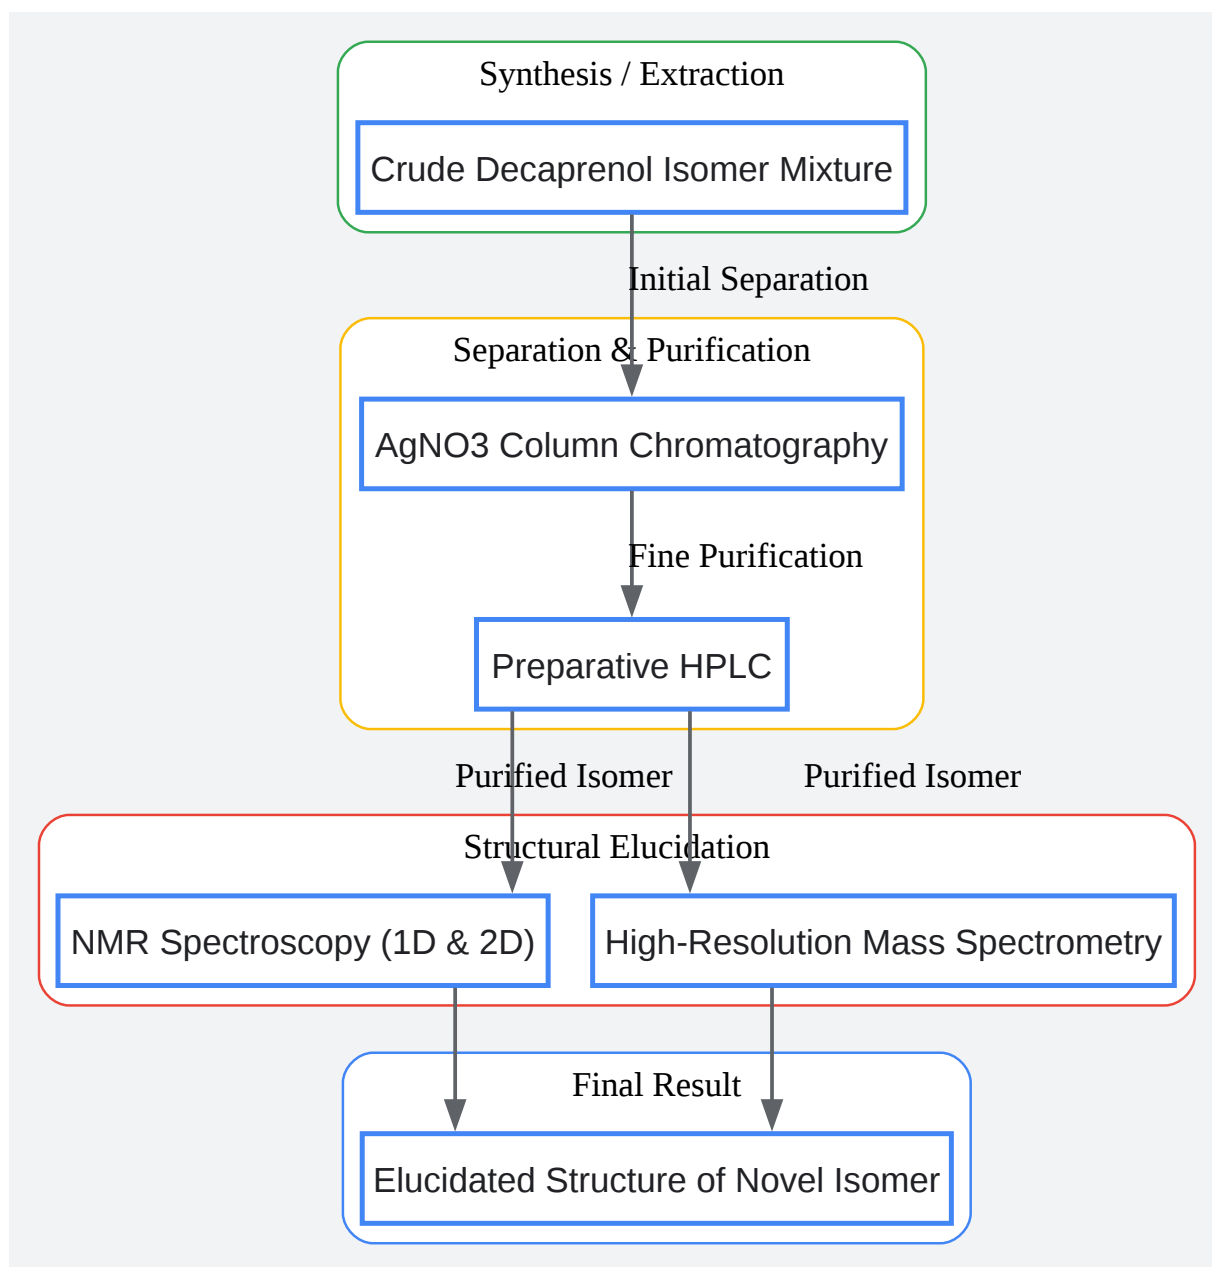 Synthesis / Extraction
Crude Decaprenol Isomer Mixture
Initial Separation
Separation & Purification
AgNO3 Column Chromatography
Fine Purification
Preparative HPLC
Purified Isomer
Purified Isomer
Structural Elucidation
NMR Spectroscopy (1D & 2D)
High-Resolution Mass Spectrometry
Final Result
Elucidated Structure of Novel Isomer